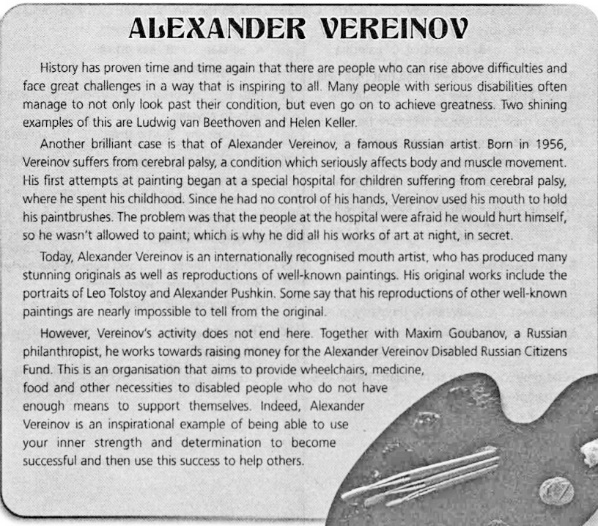 ALEXANDER VEREINOV
History has proven time and time again that there are people who can rise above difficulties and
face great challenges in a way that is inspiring to all. Many people with serious disabilities often
manage to not only look past their condition, but even go on to achieve greatness. Two shining
examples of this are Ludwig van Beethoven and Helen Keller.
Another brilliant case is that of Alexander Vereinov, a famous Russian artist. Born in 1956,
Vereinov suffers from cerebral palsy, a condition which seriously affects body and muscle movement.
His first attempts at painting began at a special hospital for children suffering from cerebral palsy,
where he spent his childhood. Since he had no control of his hands, Vereinov used his mouth to hold
his paintbrushes. The problem was that the people at the hospital were afraid he would hurt himself,
so he wasn't allowed to paint, which is why he did all his works of art at night, in secret.
Today, Alexander Vereinov is an internationally recognised mouth artist, who has produced many
stunning originals as well as reproductions of well-known paintings. His original works include the
portraits of Leo Tolstoy and Alexander Pushkin. Some say that his reproductions of other well-known
paintings are nearly impossible to tell from the original.
However, Vereinov's activity does not end here. Together with Maxim Goubanov, a Russian
philanthropist, he works towards raising money for the Alexander Vereinov Disabled Russian Citizens
Fund. This is an organisation that aims to provide wheelchairs, medicine,
food and other necessities to disabled people who do not have
enough means to support themselves. Indeed, Alexander
Vereinov is an inspirational example of being able to use
your inner strength and determination to become
successful and then use this success to help others.